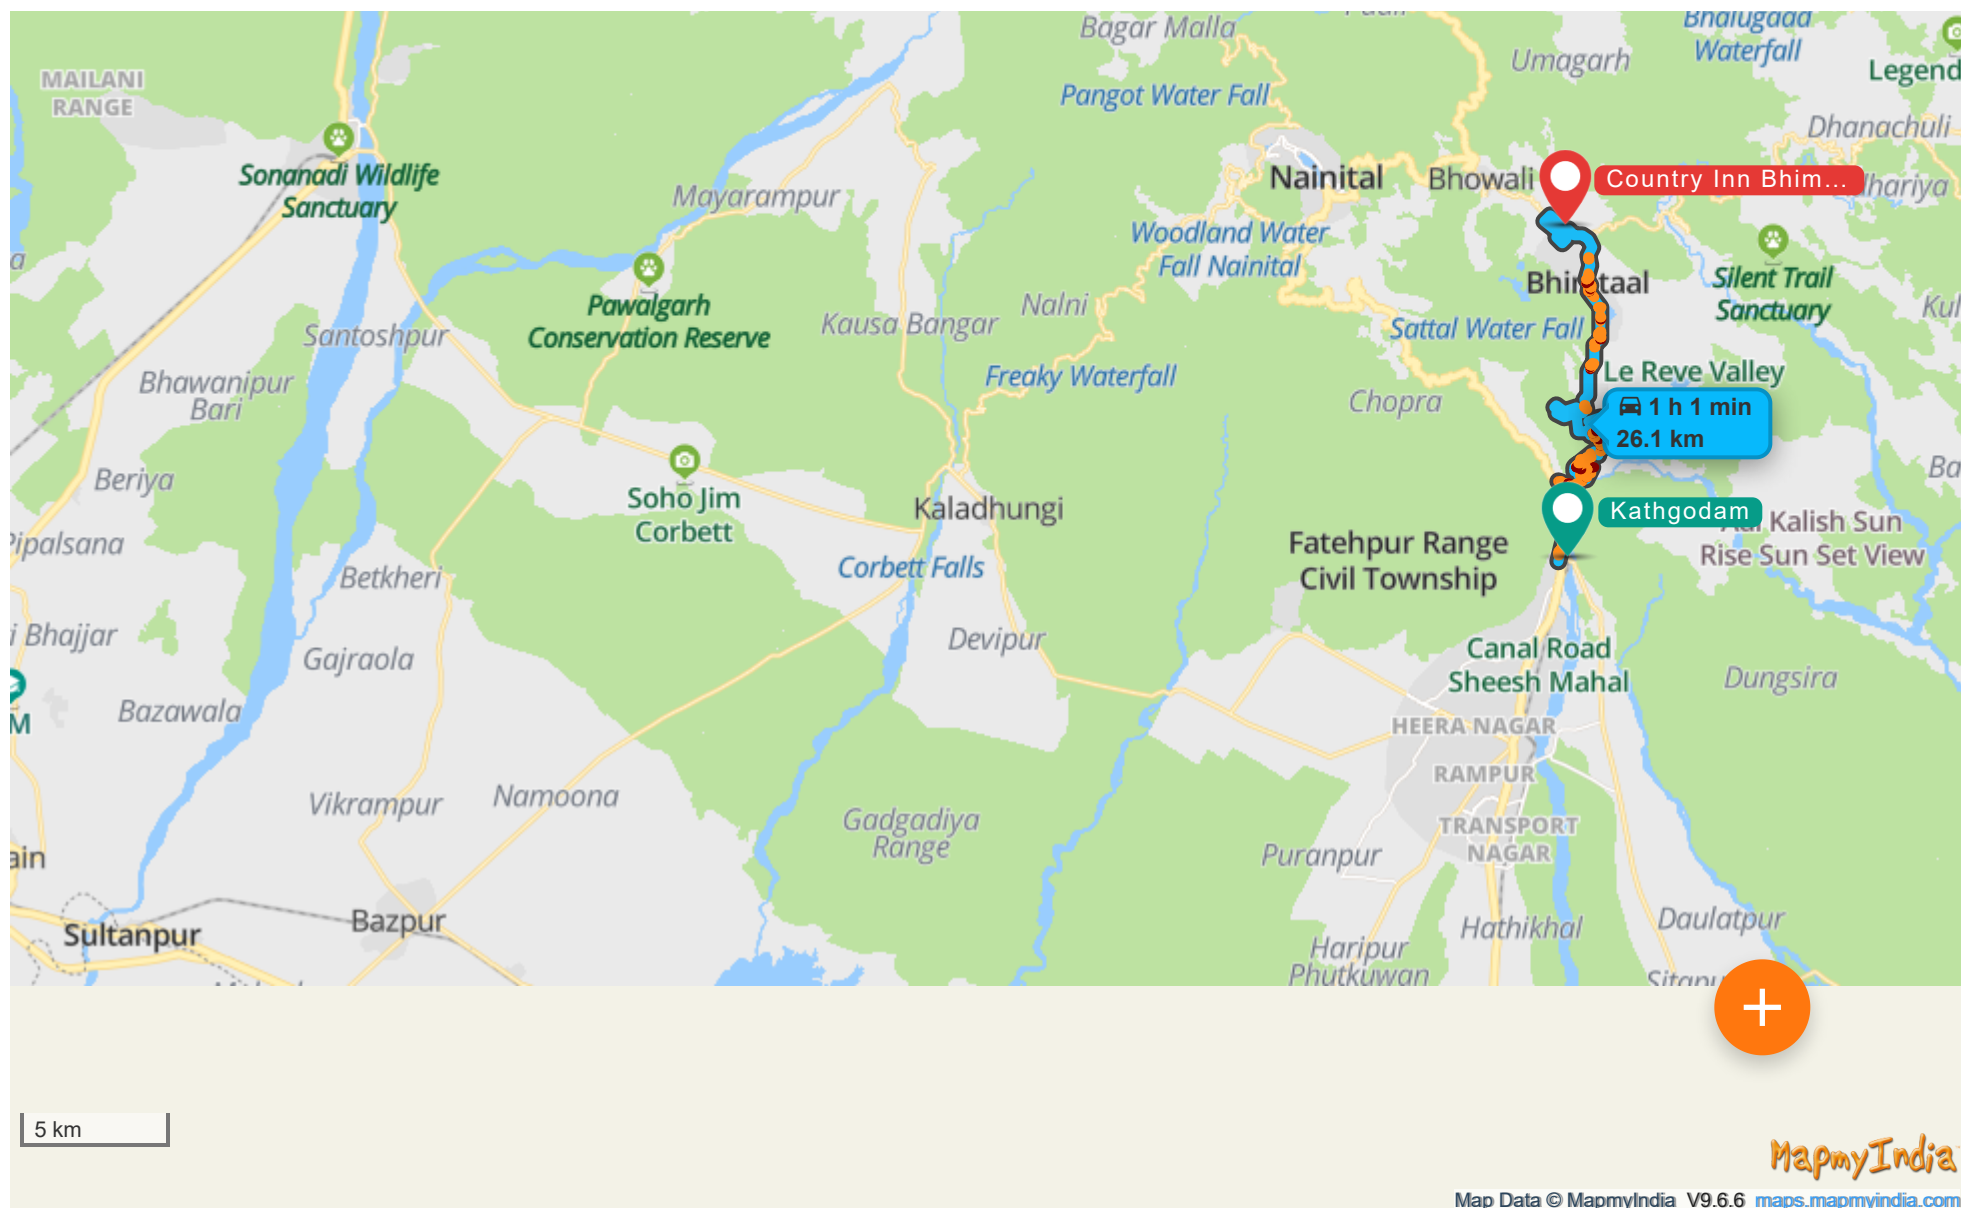 Bagar Malla
Bhalugada
Waterfall
Umagarh
Legend
MAILANI
RANGE
Pangot Water Fall
Dhanachuli
Sonanadi Wildlife
Sanctuary
Mayarampur
Nainital
Bhowali
Country Inn Bhim...
Woodland Water
Fall Nainital
Silent Trail
Sanctuary
Pawalgarh
Conservation Reserve
Nalni
Kausa Bangar
Sattal Water Fall
Santoshpur
Freaky Waterfall
Le Reve Valley
Bhawanipur
Bari
Chopra
1 h 1 min
26.1 km
Beriya
Soho Jim
Corbett
Kaladhungi
Kathgodam
Kalish Sun
Rise Sun Set View
Fatehpur Range
Civil Township
Pipalsana
Betkheri
Corbett Falls
Bhajjar
Gajraola
Devipur
Canal Road
Sheesh Mahal
Dungsira
M
Bazawala
HEERA NAGAR
RAMPUR
Vikrampur
Namoona
Gadgadiya
Range
TRANSPORT
NAGAR
Puranpur
ain
Sultanpur
Bazpur
Hathikhal
Daulatpur
Haripur
Phutkuwan
5 km
MapmyIndia
Map Data © MapmyIndia V9.6.6 maps.mapmyindia.com